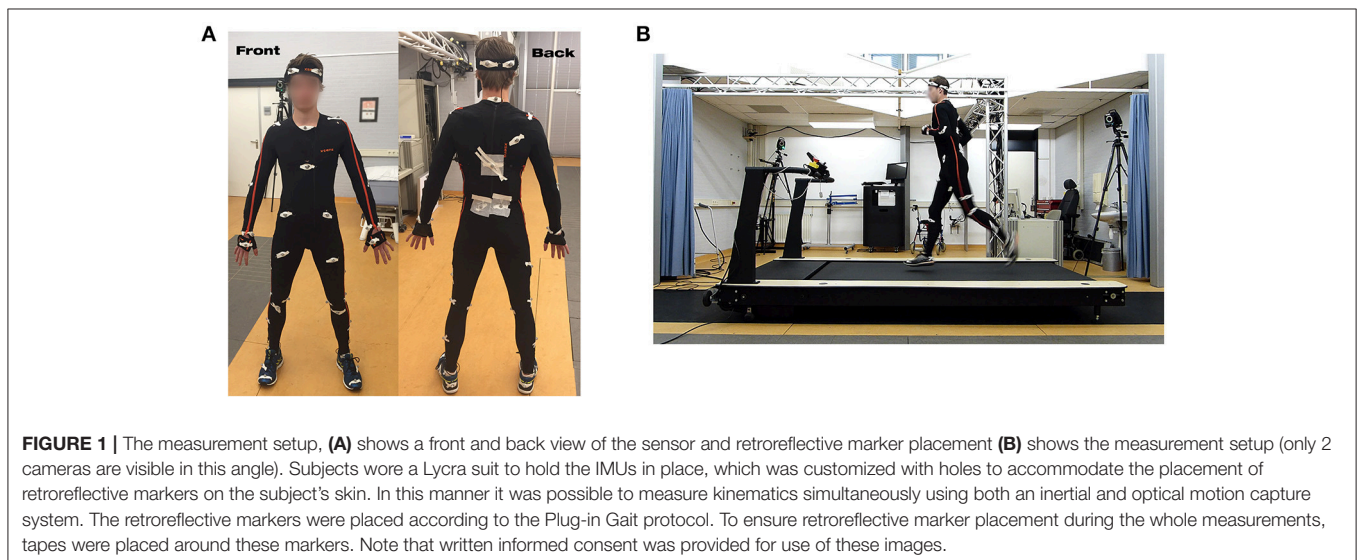 A
Front
Back
B
FIGURE 1 | The measurement setup, (A) shows a front and back view of the sensor and retroreflective marker placement (B) shows the measurement setup (only 2
cameras are visible in this angle). Subjects wore a Lycra suit to hold the IMUs in place, which was customized with holes to accommodate the placement of
retroreflective markers on the subject's skin. In this manner it was possible to measure kinematics simultaneously using both an inertial and optical motion capture
system. The retroreflective markers were placed according to the Plug-in Gait protocol. To ensure retroreflective marker placement during the whole measurements,
tapes were placed around these markers. Note that written informed consent was provided for use of these images.